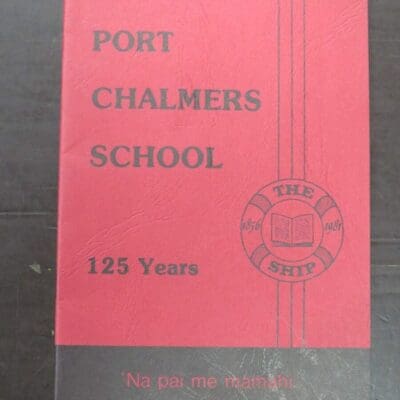 PORT
CHALMERS
SCHOOL
THE
1856 1981
SHIP
125 Years
'Na pai me mamahi.'